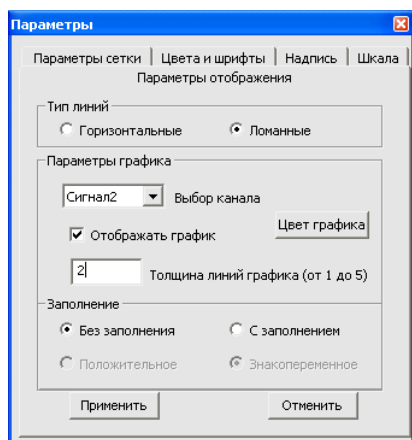 Параметры
Параметры сетки Цвета и шрифты Надпись Шкала
Параметры отображения
Тип линий
Горизонтальные Ломанные
Параметры графика
Сигнал2 Выбор канала
Цвет графика
Отображать график
2 Толщина линий графика (от 1 до 5)
Заполнение
Без заполнения С заполнением
Положительное Знакопеременное
Применить Отменить